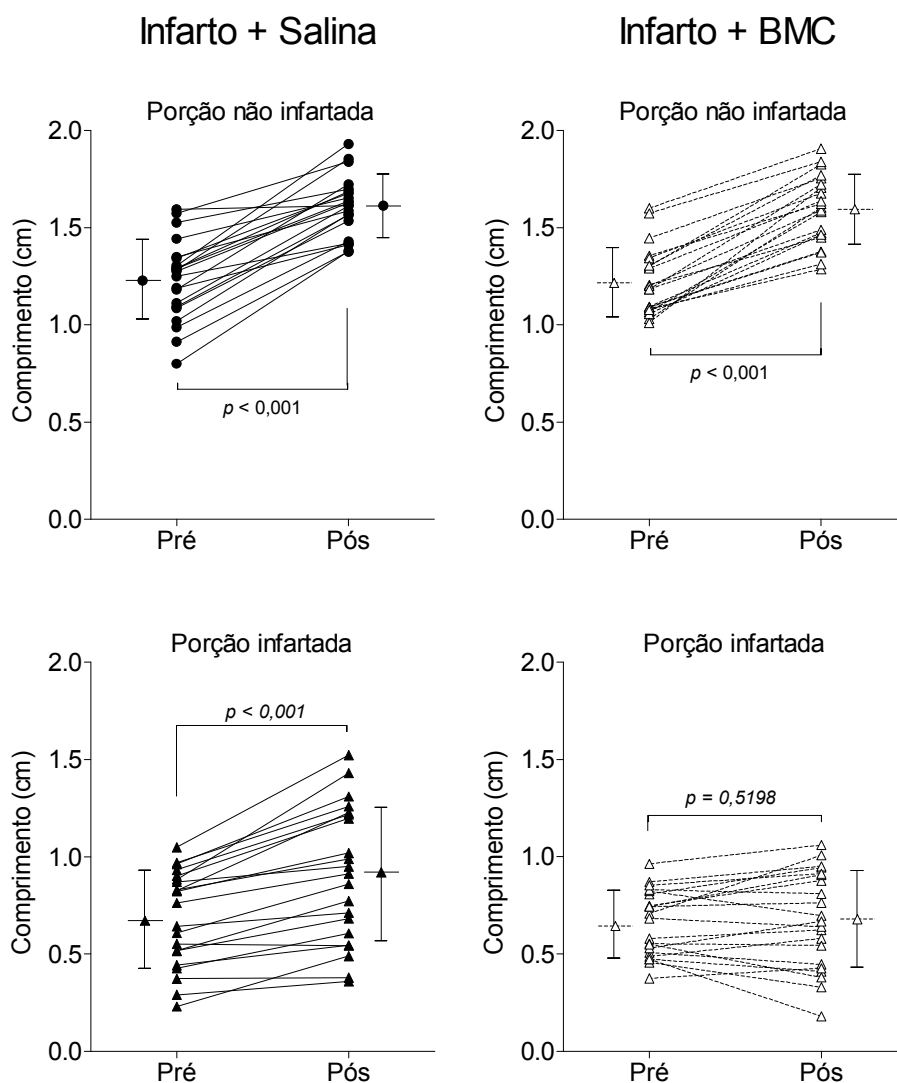 Infarto + Salina
Infarto + BMC
Porção não infartada
Comprimento (cm)
2.0
1.5
1.0
0.5
0.0
p < 0,001
Pré
Pós
Porção não infartada
Comprimento (cm)
2.0
1.5
1.0
0.5
0.0
p < 0,001
Pré
Pós
Porção infartada
Comprimento (cm)
2.0
1.5
1.0
0.5
0.0
p < 0,001
Pré
Pós
Porção infartada
Comprimento (cm)
2.0
1.5
1.0
0.5
0.0
p = 0,5198
Pré
Pós